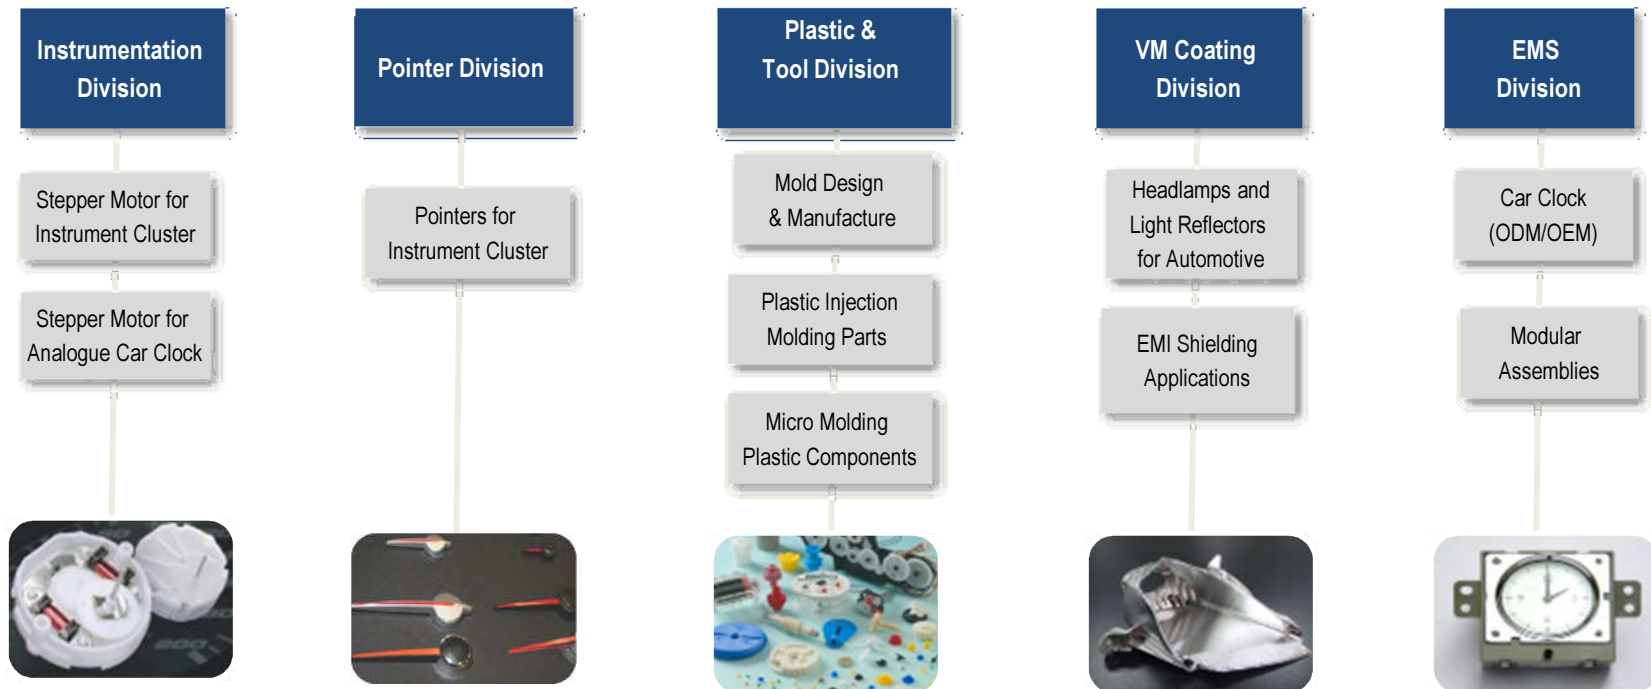 Instrumentation
Division
Stepper Motor for
Instrument Cluster
Stepper Motor for
Analogue Car Clock
Pointer Division
Pointers for
Instrument Cluster
Plastic &
Tool Division
Mold Design
& Manufacture
Plastic Injection
Molding Parts
Micro Molding
Plastic Components
VM Coating
Division
Headlamps and
Light Reflectors
for Automotive
EMI Shielding
Applications
EMS
Division
Car Clock
(ODM/OEM)
Modular
Assemblies
200